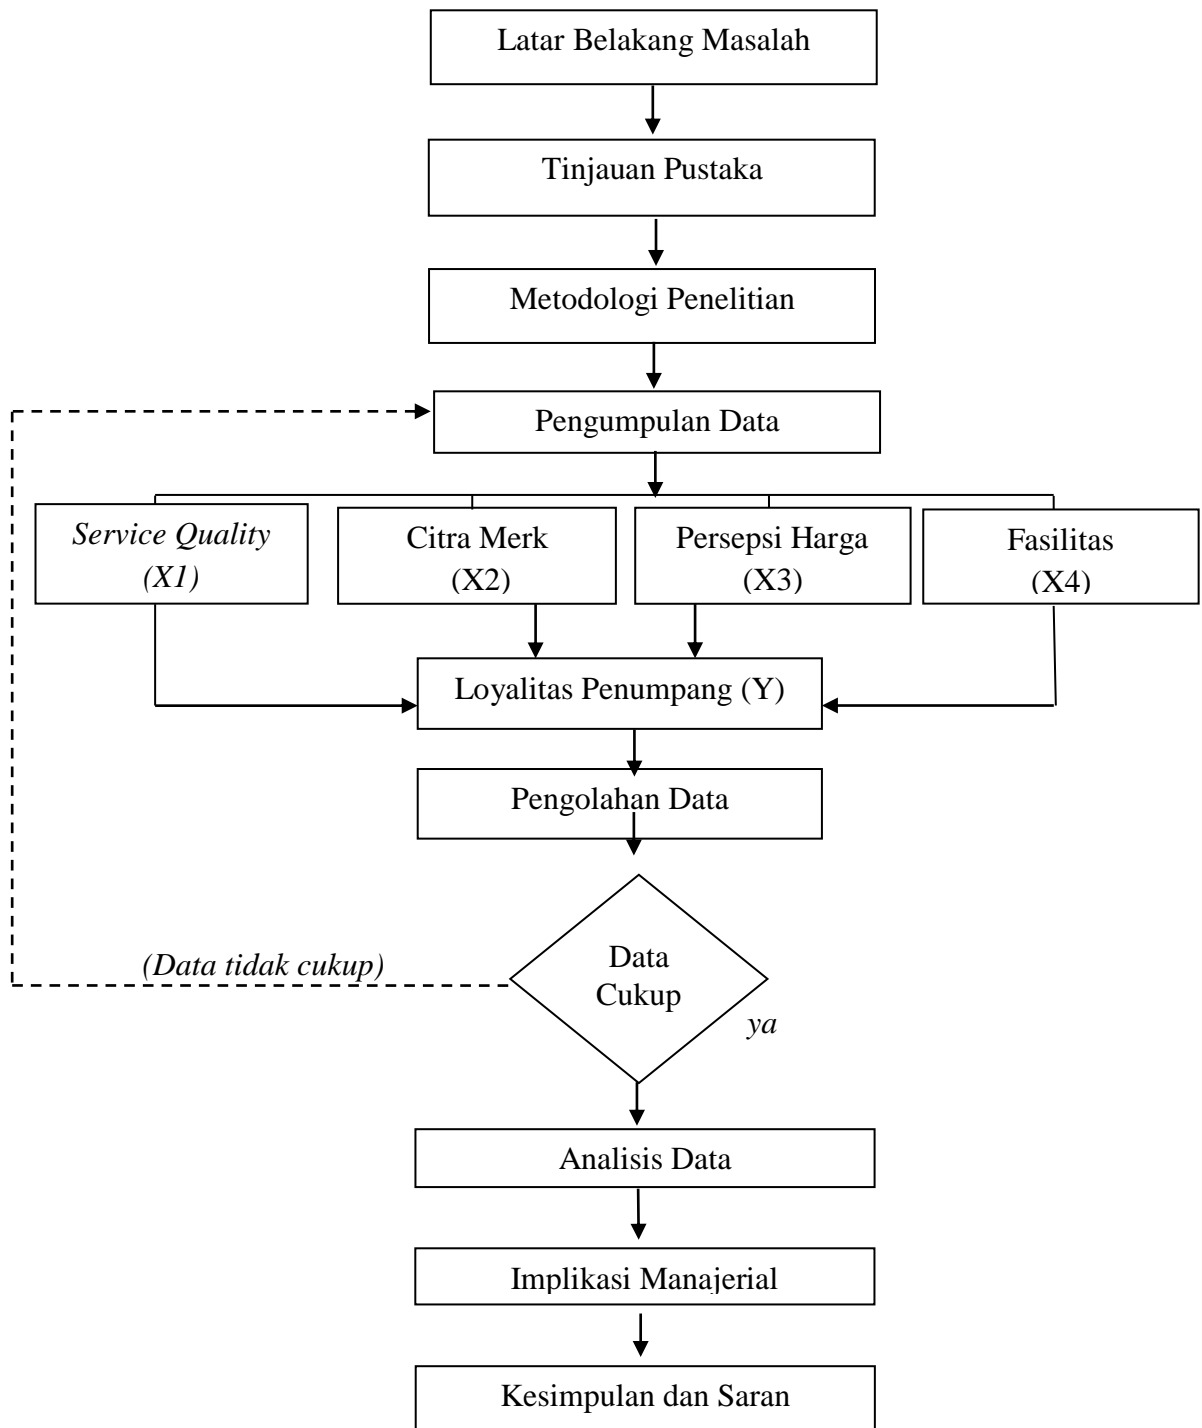 Latar Belakang Masalah
Tinjauan Pustaka
Metodologi Penelitian
Pengumpulan Data
Service Quality
(X1)
Citra Merk
(X2)
Persepsi Harga
(X3)
Fasilitas
(X4)
Loyalitas Penumpang (Y)
Pengolahan Data
(Data tidak cukup)
Data
Cukup
ya
Analisis Data
Implikasi Manajerial
Kesimpulan dan Saran